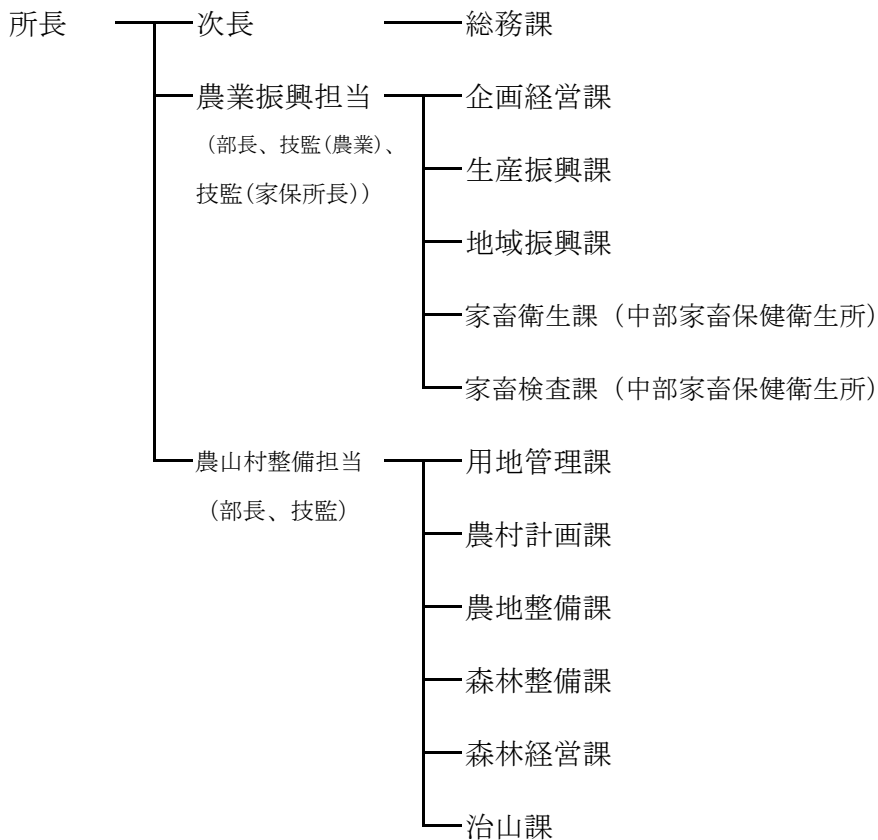 所長 次長 総務課
農業振興担当 企画経営課
（部長、技監(農業)、
生産振興課
技監(家保所長)）
地域振興課
家畜衛生課（中部家畜保健衛生所）
家畜検査課（中部家畜保健衛生所）
農山村整備担当 用地管理課
（部長、技監）
農村計画課
農地整備課
森林整備課
森林経営課
治山課